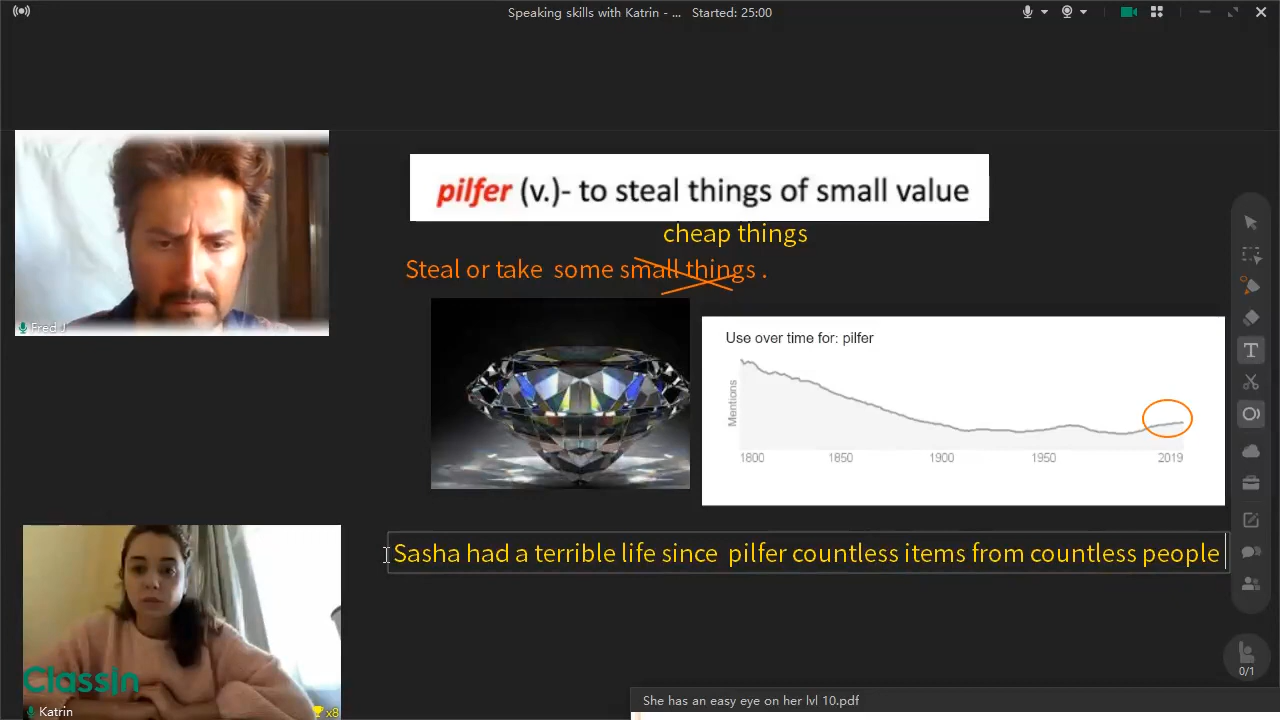 Speaking skills with Katrin - ... Started: 25:00
pilfer (v.)- to steal things of small value
cheap things
Steal or take some small things .
Fred.J
Use over time for: pilfer
Mentions
1800 1850 1900 1950 2019
Sasha had a terrible life since pilfer countless items from countless people
ClassIn
Katrin
x8
0/1
She has an easy eye on her lvl 10.pdf